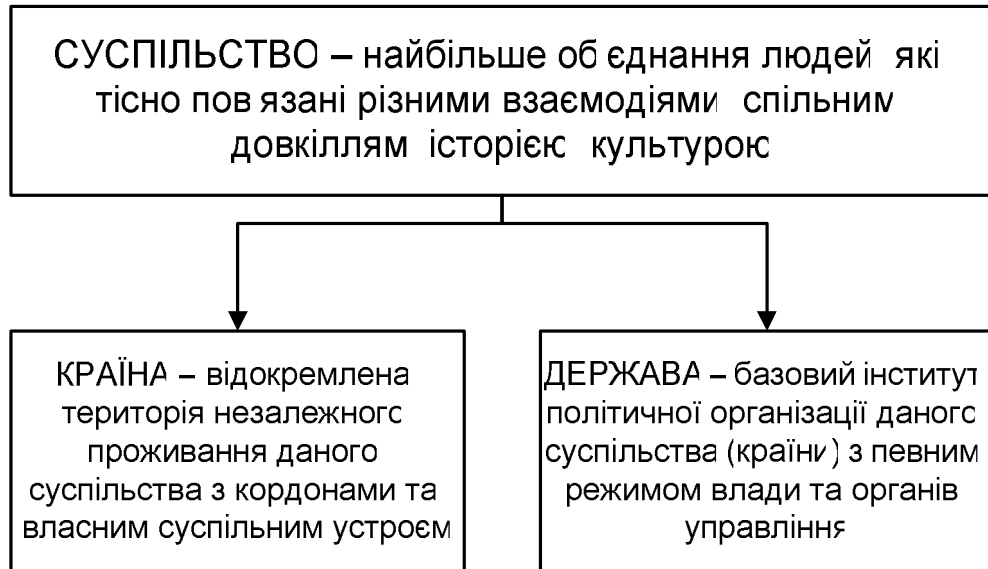 СУСПІЛЬСТВО – найбільше об єднання людей які
тісно пов язані різними взаємодіями спільним
довкіллям історією культурою
КРАЇНА – відокремлена
територія незалежного
проживання даного
суспільства з кордонами та
власним суспільним устроєм
ДЕРЖАВА – базовий інститут
політичної організації даного
суспільства (країни) з певним
режимом влади та органів
управління